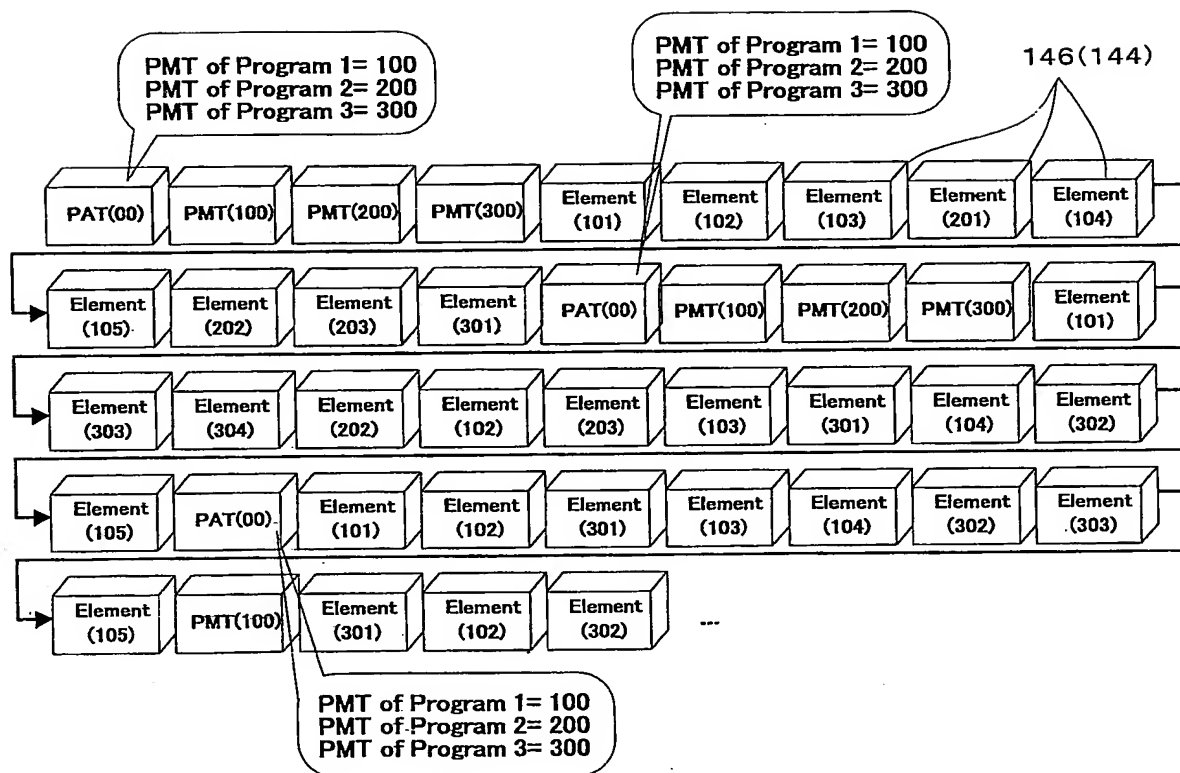 PMT of Program 1= 100
PMT of Program 2= 200
PMT of Program 3= 300
PMT of Program 1= 100
PMT of Program 2= 200
PMT of Program 3= 300
146(144)
PAT(00) PMT(100) PMT(200) PMT(300) Element (101) Element (102) Element (103) Element (201) Element (104)
Element (105) Element (202) Element (203) Element (301) PAT(00) PMT(100) PMT(200) PMT(300) Element (101)
Element (303) Element (304) Element (202) Element (102) Element (203) Element (103) Element (301) Element (104) Element (302)
Element (105) PAT(00) Element (101) Element (102) Element (301) Element (103) Element (104) Element (302) Element (303)
Element (105) PMT(100) Element (301) Element (102) Element (302) ...
PMT of Program 1= 100
PMT of Program 2= 200
PMT of Program 3= 300